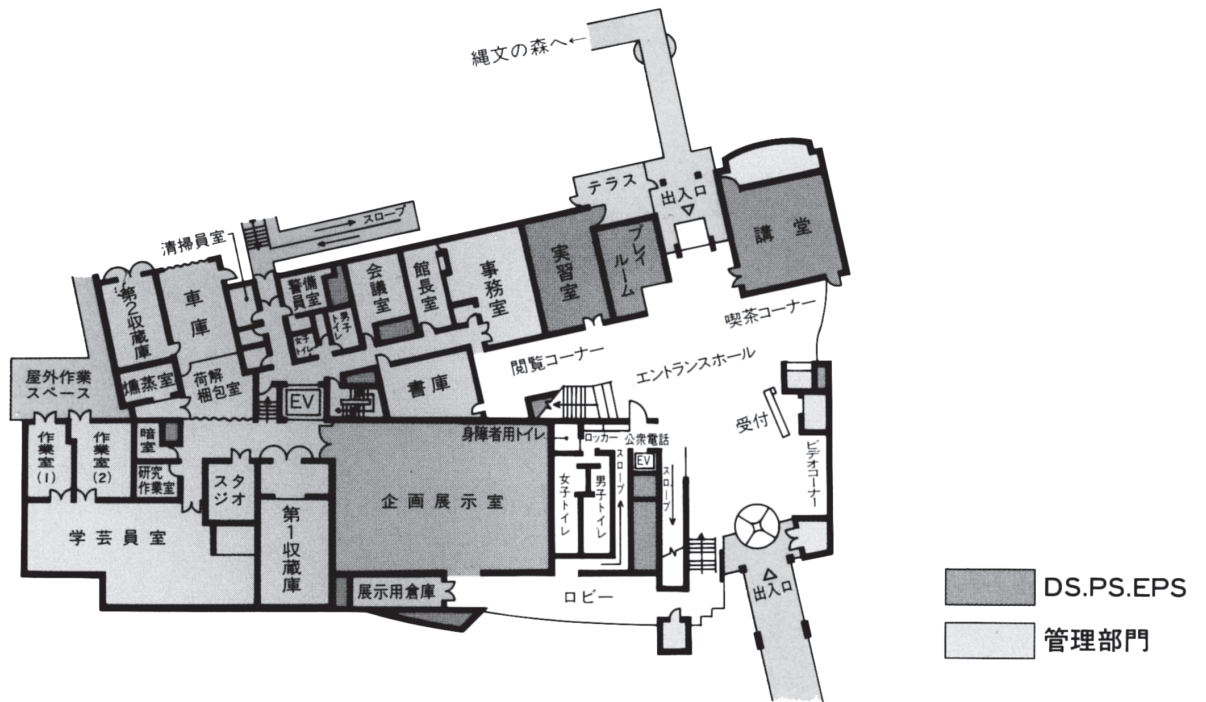 縄文の森へ←
テラス
出入口
講堂
スロープ
清掃員室
警備員室
会議室
館長室
事務室
実習室
プレイルーム
第2収蔵庫
車庫
女子トイレ
男子トイレ
喫茶コーナー
閲覧コーナー
エントランスホール
燻蒸室
荷解梱包室
書庫
屋外作業
スペース
EV
受付
ビデオコーナー
作業室(1)
作業室(2)
暗室
研究
作業室
スタジオ
身障者用トイレ
ロッカー
公衆電話
EV
スロープ
スロープ
企画展示室
女子トイレ
男子トイレ
学芸員室
第1収蔵庫
展示用倉庫
ロビー
出入口
DS.PS.EPS
管理部門